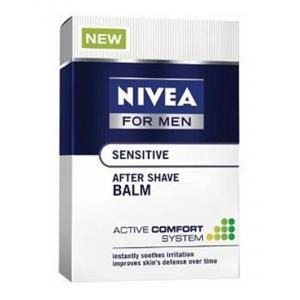 NEW
NIVEA
FOR MEN
SENSITIVE
AFTER SHAVE
BALM
ACTIVE COMFORT
SYSTEM
instantly soothes irritation
improves skin's defense over time